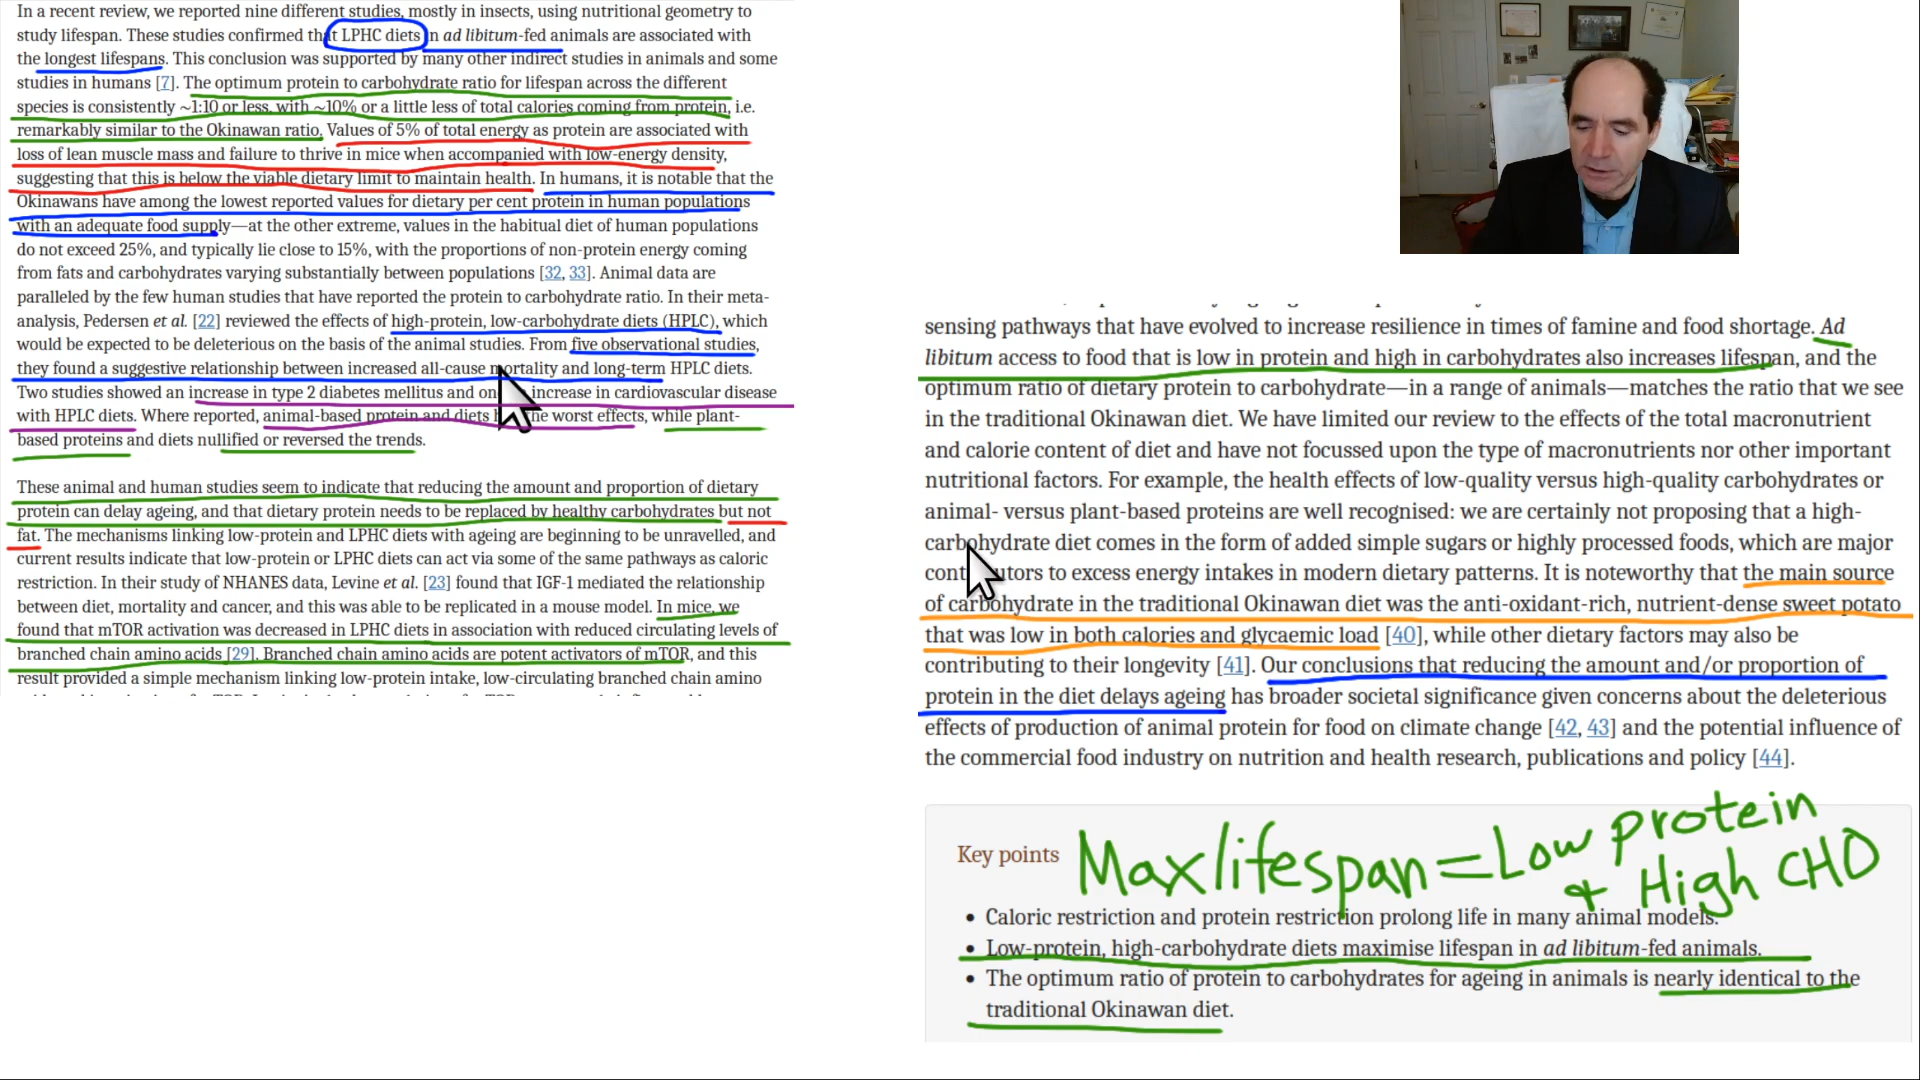 In a recent review, we reported nine different studies, mostly in insects, using nutritional geometry to
study lifespan. These studies confirmed that LPHC diets in ad libitum-fed animals are associated with
the longest lifespans. This conclusion was supported by many other indirect studies in animals and some
studies in humans [7]. The optimum protein to carbohydrate ratio for lifespan across the different
species is consistently ~1:10 or less, with ~10% or a little less of total calories coming from protein, i.e.
remarkably similar to the Okinawan ratio. Values of 5% of total energy as protein are associated with
loss of lean muscle mass and failure to thrive in mice when accompanied with low-energy density,
suggesting that this is below the viable dietary limit to maintain health. In humans, it is notable that the
Okinawans have among the lowest reported values for dietary per cent protein in human populations
with an adequate food supply—at the other extreme, values in the habitual diet of human populations
do not exceed 25%, and typically lie close to 15%, with the proportions of non-protein energy coming
from fats and carbohydrates varying substantially between populations [32, 33]. Animal data are
paralleled by the few human studies that have reported the protein to carbohydrate ratio. In their meta-
analysis, Pedersen et al. [22] reviewed the effects of high-protein, low-carbohydrate diets (HPLC), which
would be expected to be deleterious on the basis of the animal studies. From five observational studies,
they found a suggestive relationship between increased all-cause mortality and long-term HPLC diets.
Two studies showed an increase in type 2 diabetes mellitus and on increase in cardiovascular disease
with HPLC diets. Where reported, animal-based protein and diets the worst effects, while plant-
based proteins and diets nullified or reversed the trends.
These animal and human studies seem to indicate that reducing the amount and proportion of dietary
protein can delay ageing, and that dietary protein needs to be replaced by healthy carbohydrates but not
fat. The mechanisms linking low-protein and LPHC diets with ageing are beginning to be unravelled, and
current results indicate that low-protein or LPHC diets can act via some of the same pathways as caloric
restriction. In their study of NHANES data, Levine et al. [23] found that IGF-1 mediated the relationship
between diet, mortality and cancer, and this was able to be replicated in a mouse model. In mice, we
found that mTOR activation was decreased in LPHC diets in association with reduced circulating levels of
branched chain amino acids [29]. Branched chain amino acids are potent activators of mTOR, and this
result provided a simple mechanism linking low-protein intake, low-circulating branched chain amino
sensing pathways that have evolved to increase resilience in times of famine and food shortage. Ad
libitum access to food that is low in protein and high in carbohydrates also increases lifespan, and the
optimum ratio of dietary protein to carbohydrate—in a range of animals—matches the ratio that we see
in the traditional Okinawan diet. We have limited our review to the effects of the total macronutrient
and calorie content of diet and have not focussed upon the type of macronutrients nor other important
nutritional factors. For example, the health effects of low-quality versus high-quality carbohydrates or
animal- versus plant-based proteins are well recognised: we are certainly not proposing that a high-
carbohydrate diet comes in the form of added simple sugars or highly processed foods, which are major
contributors to excess energy intakes in modern dietary patterns. It is noteworthy that the main source
of carbohydrate in the traditional Okinawan diet was the anti-oxidant-rich, nutrient-dense sweet potato
that was low in both calories and glycaemic load [40], while other dietary factors may also be
contributing to their longevity [41]. Our conclusions that reducing the amount and/or proportion of
protein in the diet delays ageing has broader societal significance given concerns about the deleterious
effects of production of animal protein for food on climate change [42, 43] and the potential influence of
the commercial food industry on nutrition and health research, publications and policy [44].
Key points
Max lifespan = Low protein
+ High CHO
• Caloric restriction and protein restriction prolong life in many animal models.
• Low-protein, high-carbohydrate diets maximise lifespan in ad libitum-fed animals.
• The optimum ratio of protein to carbohydrates for ageing in animals is nearly identical to the
traditional Okinawan diet.